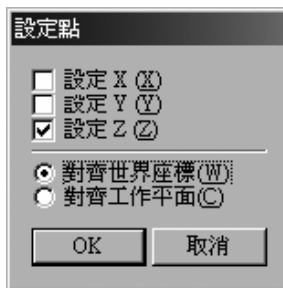 設定點
設定 X (X)
設定 Y (Y)
設定 Z (Z)
對齊世界座標(W)
對齊工作平面(C)
OK 取消